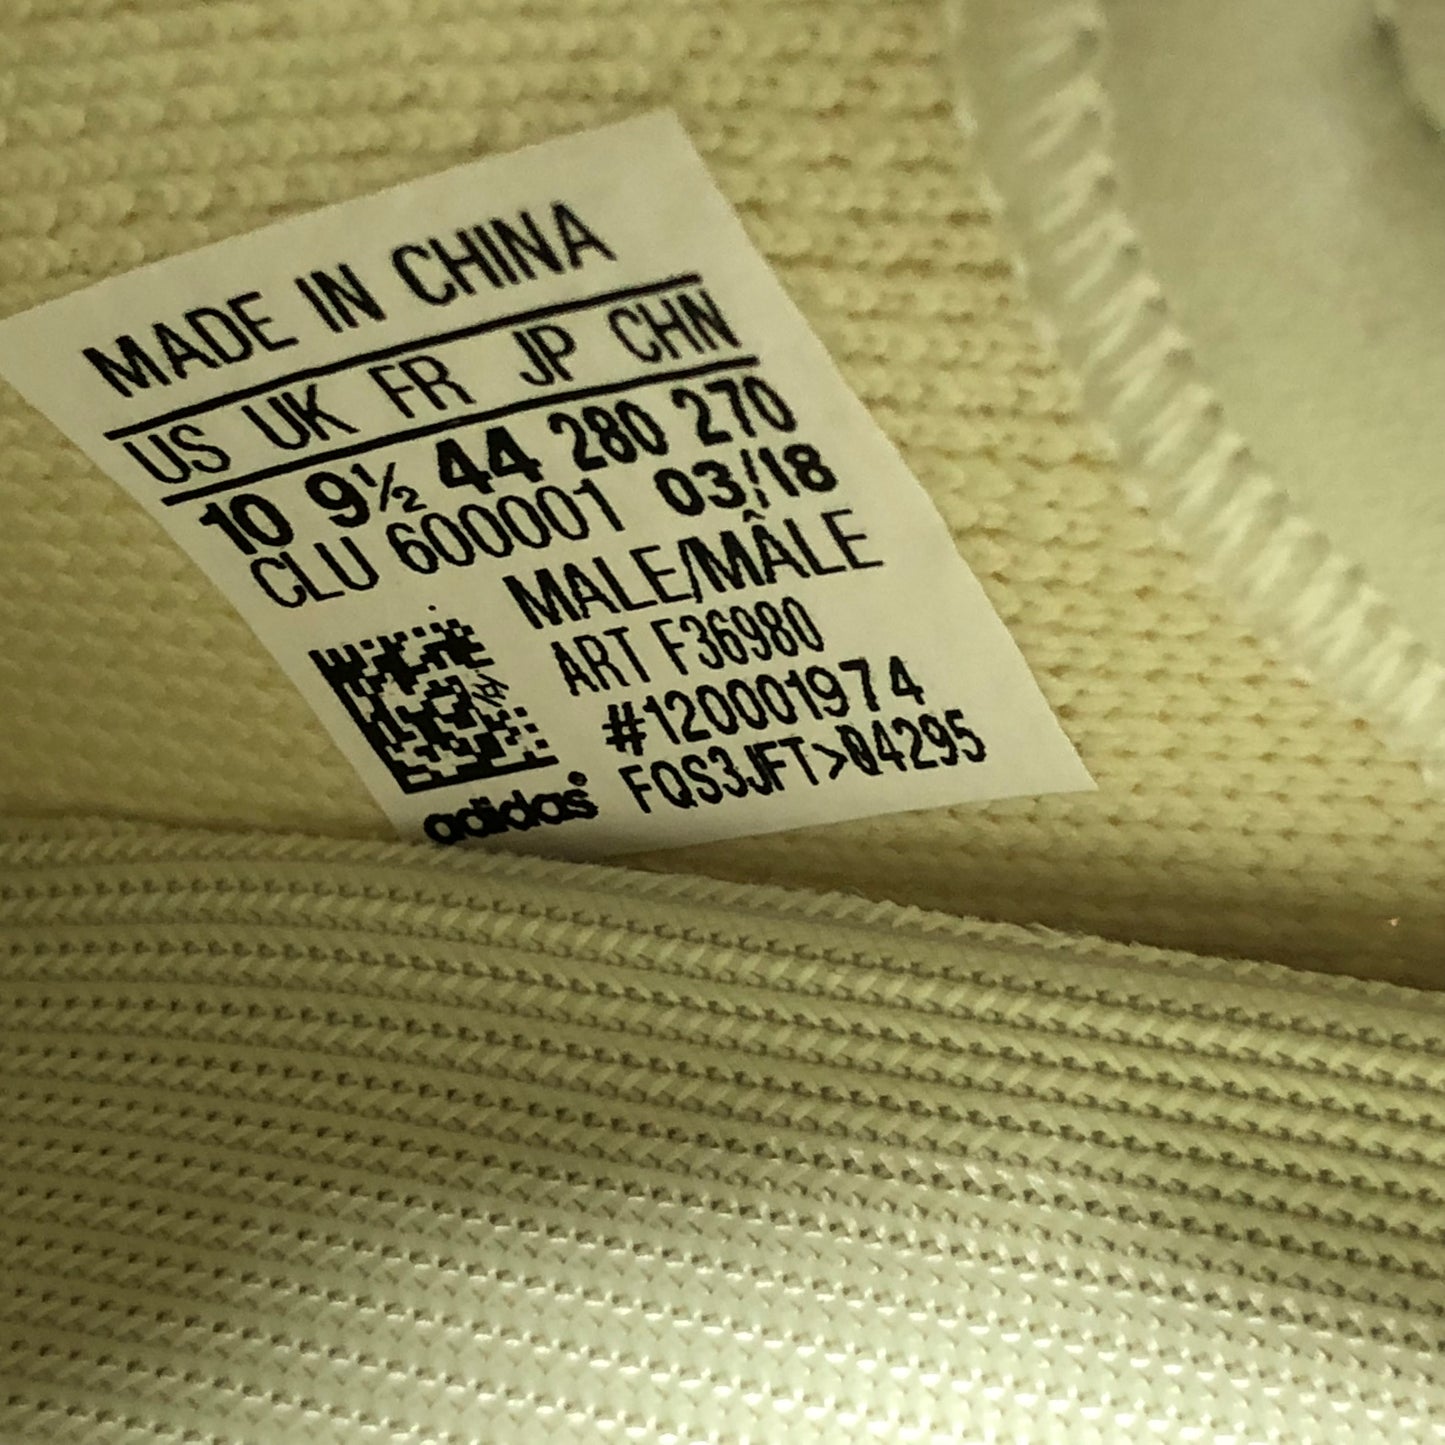 MADE IN CHINA
US UK FR JP CHN
10 9½ 44 280 270
CLU 600001 03/18
MALE/MÂLE
ART F36980
#120001974
FQS3JFT>04295
adidas®